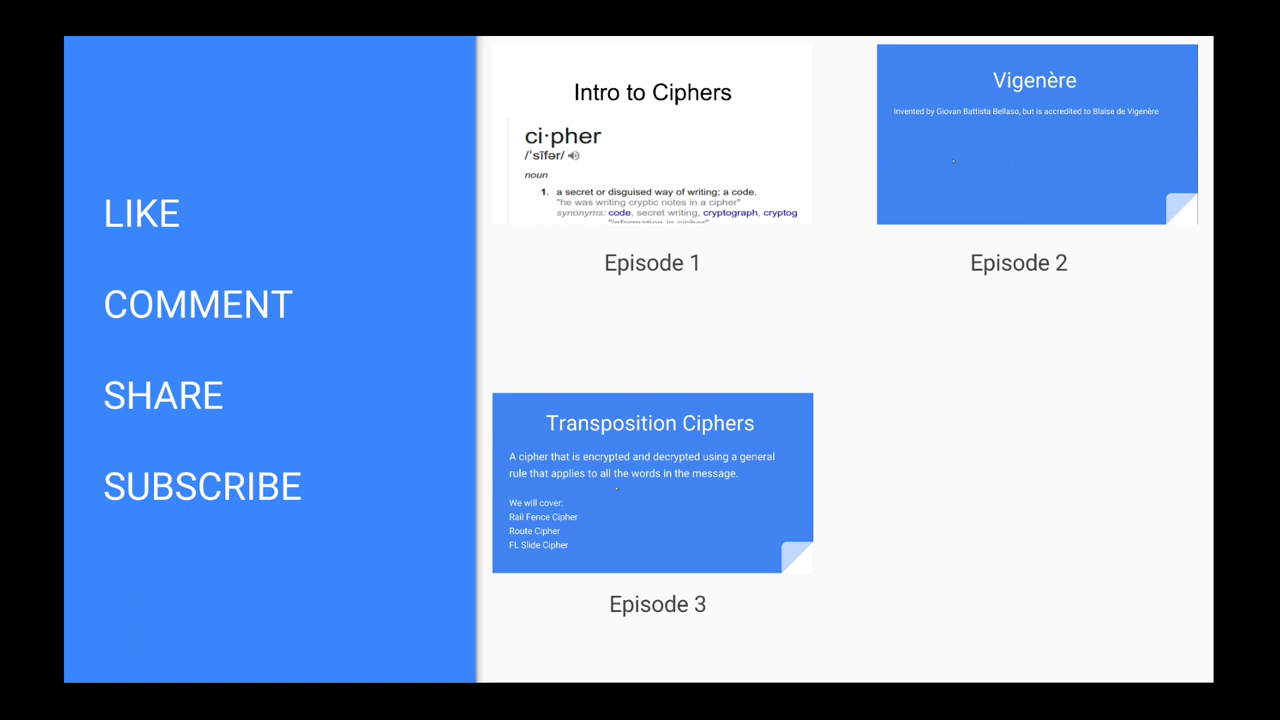 LIKE
COMMENT
SHARE
SUBSCRIBE
Intro to Ciphers
ci·pher
/ˈsīfər/
noun
1. a secret or disguised way of writing; a code.
"he was writing cryptic notes in a cipher"
synonyms: code, secret writing, cryptograph, cryptog
"information in cipher"
Episode 1
Vigenère
Invented by Giovan Battista Bellaso, but is accredited to Blaise de Vigenère
Episode 2
Transposition Ciphers
A cipher that is encrypted and decrypted using a general
rule that applies to all the words in the message.
We will cover:
Rail Fence Cipher
Route Cipher
FL Slide Cipher
Episode 3